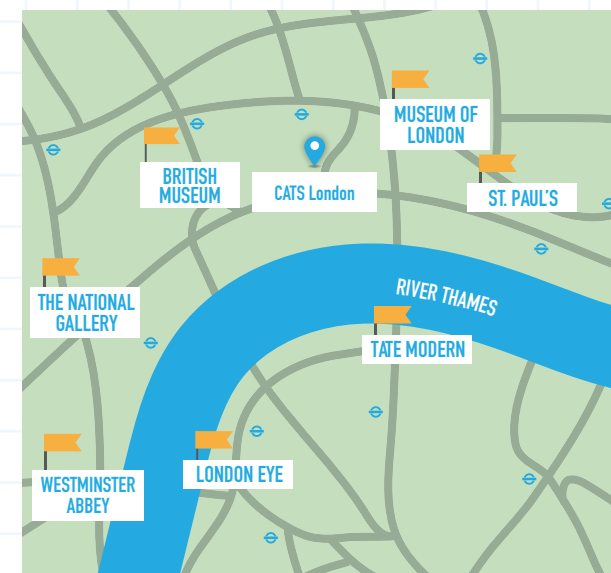 MUSEUM OF
LONDON
BRITISH
MUSEUM
CATS London
ST. PAUL'S
THE NATIONAL
GALLERY
RIVER THAMES
TATE MODERN
WESTMINSTER
ABBEY
LONDON EYE